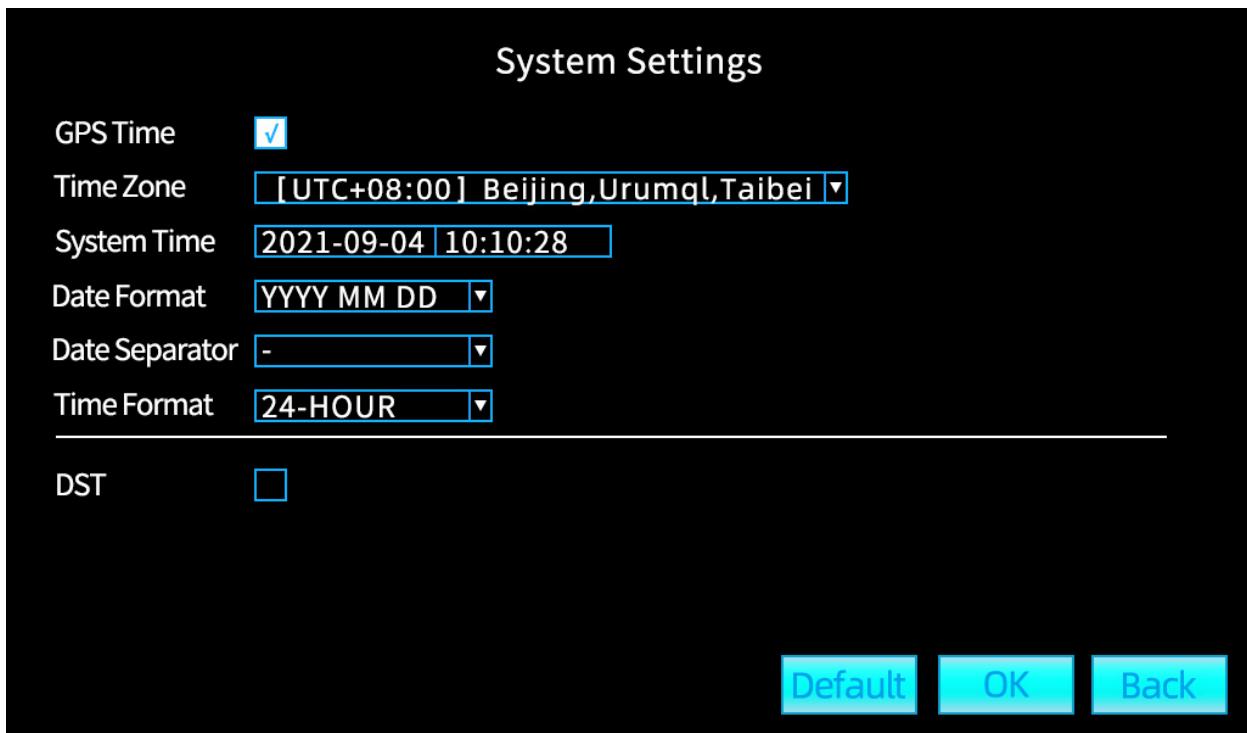 System Settings
GPS Time √
Time Zone [UTC+08:00] Beijing,Urumql,Taibei ▼
System Time 2021-09-04 10:10:28
Date Format YYYY MM DD ▼
Date Separator - ▼
Time Format 24-HOUR ▼
DST
Default OK Back